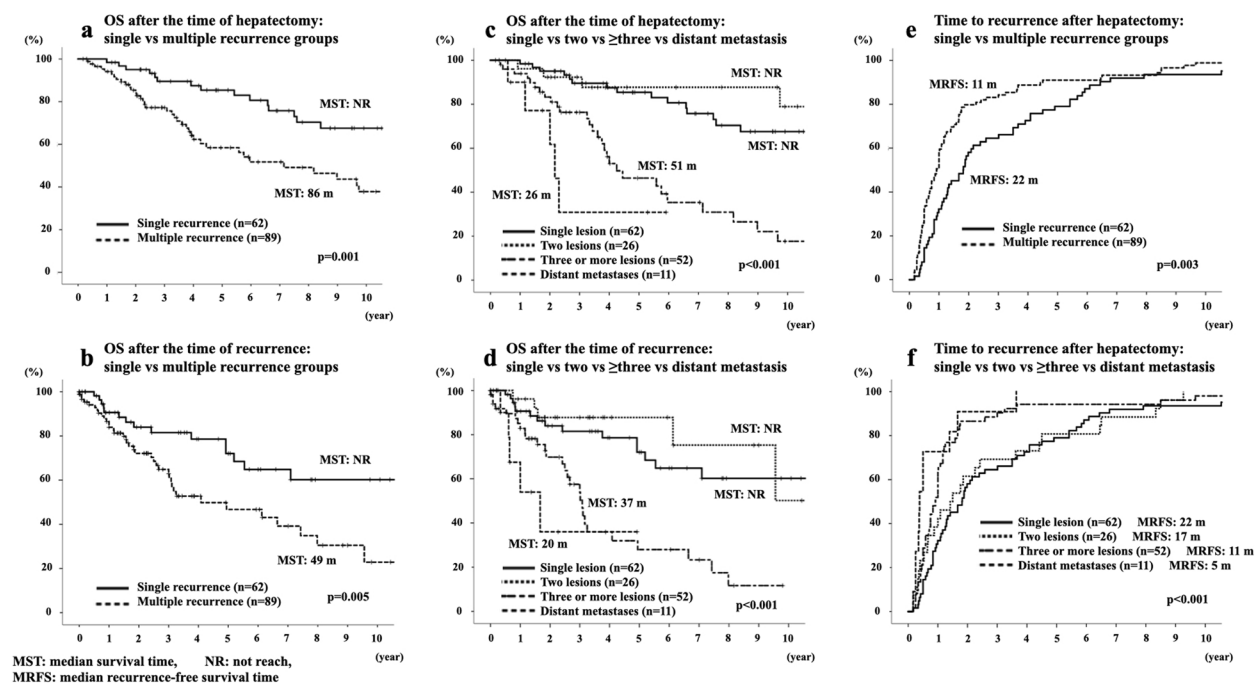 a
OS after the time of hepatectomy:
single vs multiple recurrence groups
(%)
100
80
60
40
20
0
MST: NR
MST: 86 m
Single recurrence (n=62)
Multiple recurrence (n=89)
p=0.001
0 1 2 3 4 5 6 7 8 9 10
(year)
c
OS after the time of hepatectomy:
single vs two vs ≥three vs distant metastasis
(%)
100
80
60
40
20
0
MST: NR
MST: NR
MST: 51 m
MST: 26 m
Single lesion (n=62)
Two lesions (n=26)
Three or more lesions (n=52)
Distant metastases (n=11)
p<0.001
0 1 2 3 4 5 6 7 8 9 10
(year)
e
Time to recurrence after hepatectomy:
single vs multiple recurrence groups
(%)
100
80
60
40
20
0
MRFS: 11 m
MRFS: 22 m
Single recurrence (n=62)
Multiple recurrence (n=89)
p=0.003
0 1 2 3 4 5 6 7 8 9 10
(year)
b
OS after the time of recurrence:
single vs multiple recurrence groups
(%)
100
80
60
40
20
0
MST: NR
MST: 49 m
Single recurrence (n=62)
Multiple recurrence (n=89)
p=0.005
0 1 2 3 4 5 6 7 8 9 10
(year)
d
OS after the time of recurrence:
single vs two vs ≥three vs distant metastasis
(%)
100
80
60
40
20
0
MST: NR
MST: NR
MST: 37 m
MST: 20 m
Single lesion (n=62)
Two lesions (n=26)
Three or more lesions (n=52)
Distant metastases (n=11)
p<0.001
0 1 2 3 4 5 6 7 8 9 10
(year)
f
Time to recurrence after hepatectomy:
single vs two vs ≥three vs distant metastasis
(%)
100
80
60
40
20
0
Single lesion (n=62) MRFS: 22 m
Two lesions (n=26) MRFS: 17 m
Three or more lesions (n=52) MRFS: 11 m
Distant metastases (n=11) MRFS: 5 m
p<0.001
0 1 2 3 4 5 6 7 8 9 10
(year)
MST: median survival time, NR: not reach,
MRFS: median recurrence-free survival time